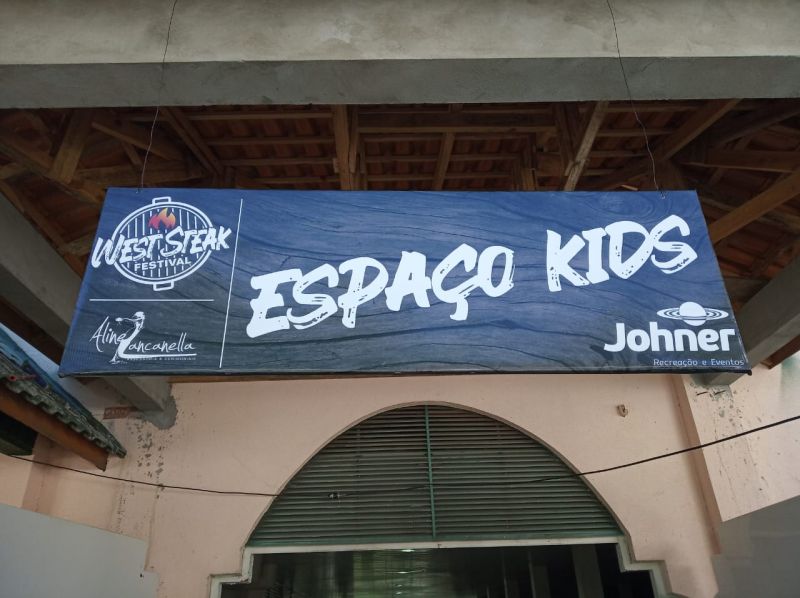 WEST STEAK
FESTIVAL
Aline Zancanella
ESPAÇO KIDS
Johner
Recreação e Eventos